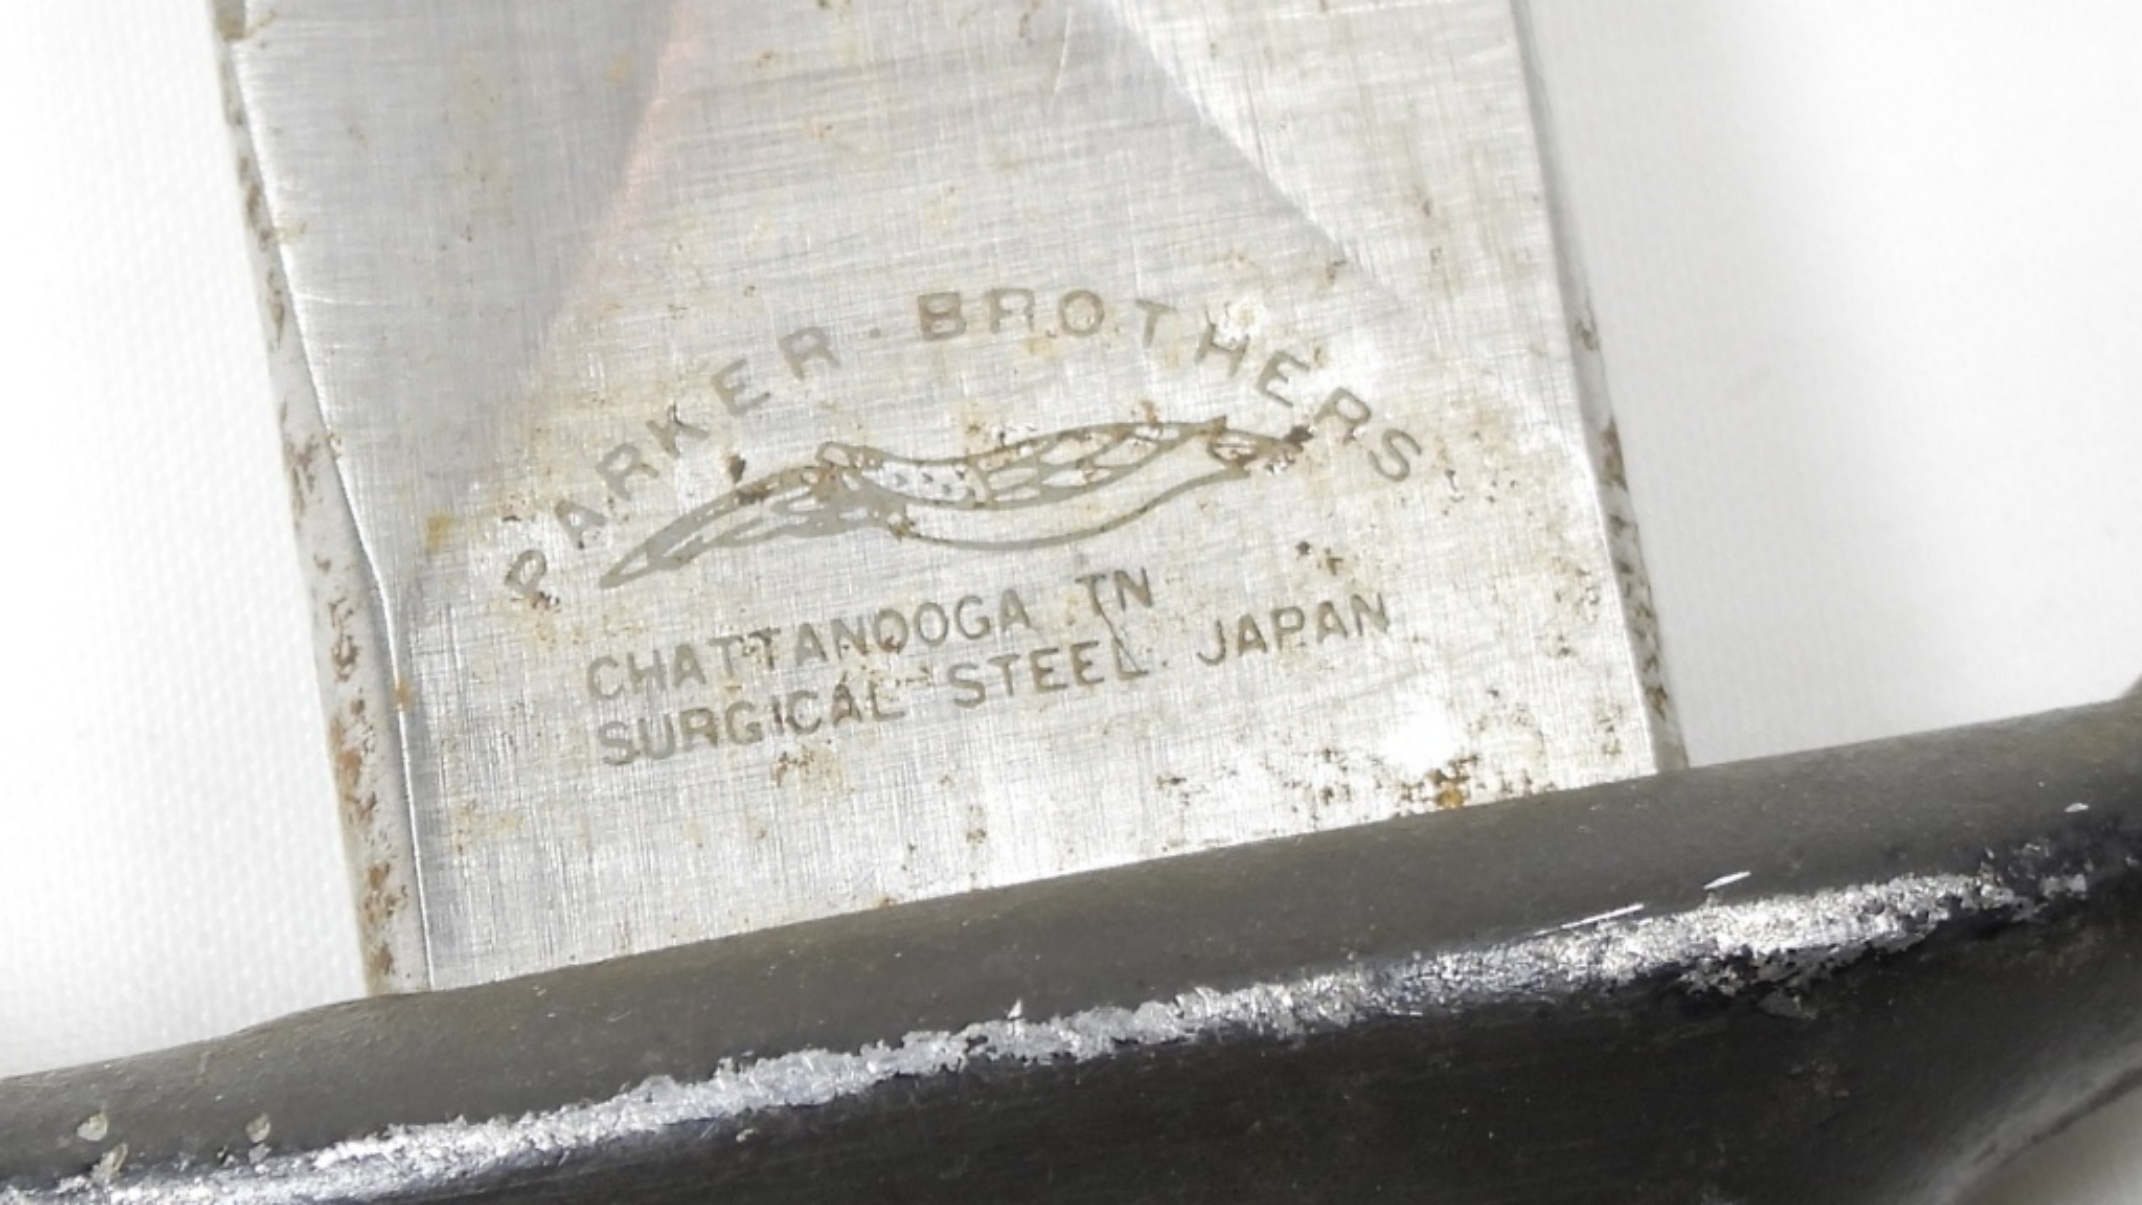 PARKER · BROTHERS
CHATTANOOGA TN
SURGICAL STEEL JAPAN